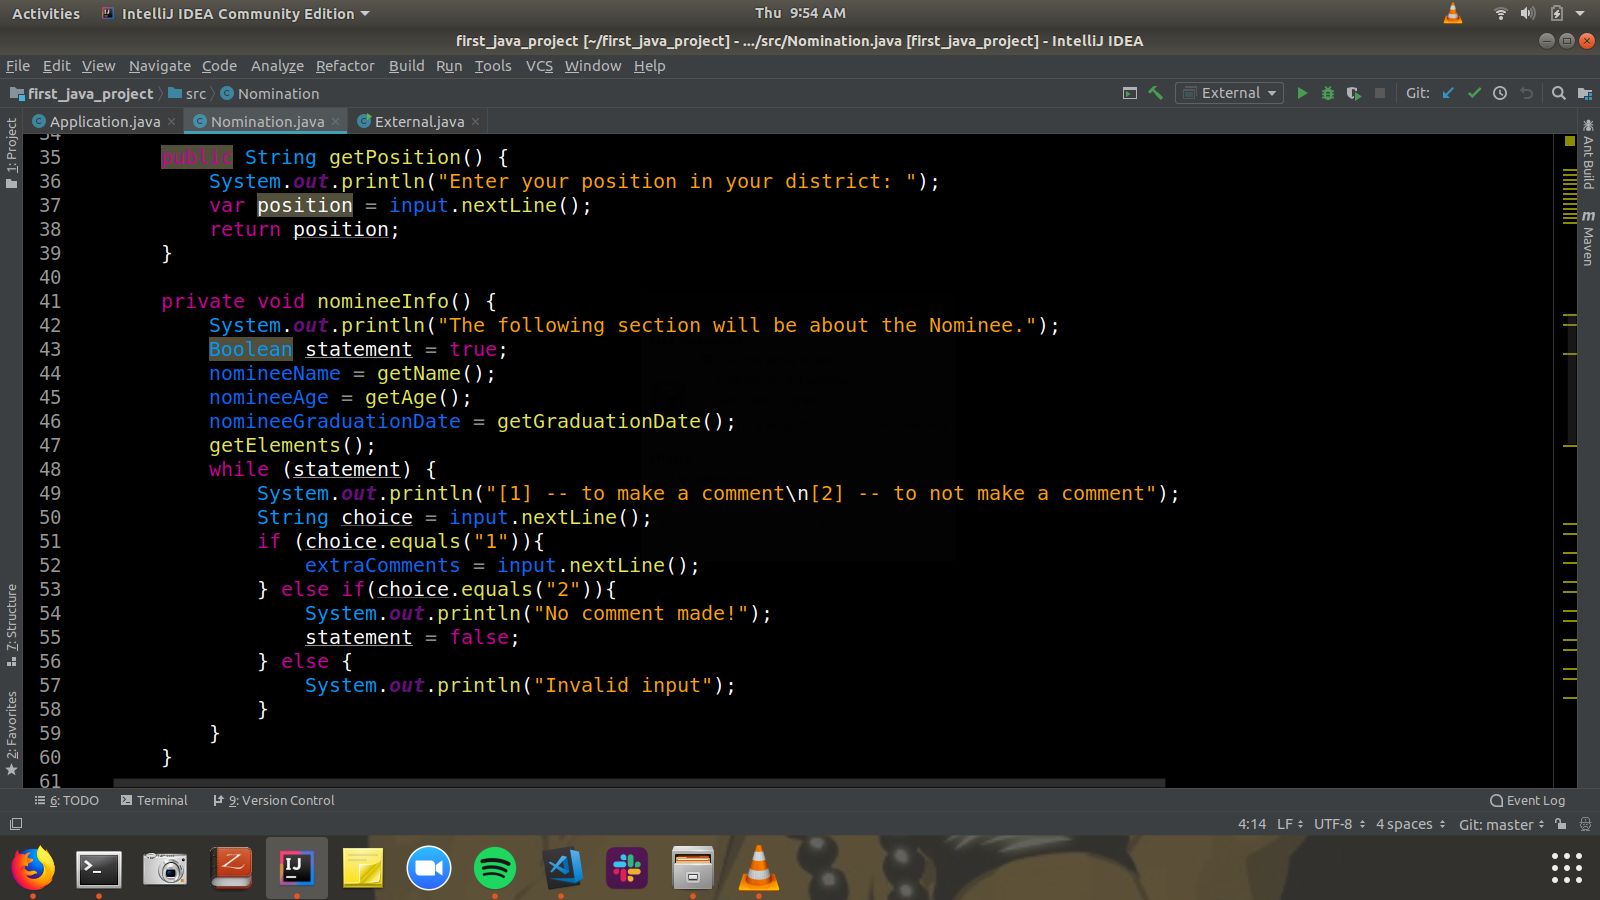 Activities IntelliJ IDEA Community Edition Thu 9:54 AM
first_java_project [~/first_java_project] - .../src/Nomination.java [first_java_project] - IntelliJ IDEA
File Edit View Navigate Code Analyze Refactor Build Run Tools VCS Window Help
first_java_project src Nomination External Git:
Application.java Nomination.java External.java
1: Project
7: Structure
2: Favorites
Ant Build
Maven
34
35 public String getPosition() {
36 System.out.println("Enter your position in your district: ");
37 var position = input.nextLine();
38 return position;
39 }
40
41 private void nomineeInfo() {
42 System.out.println("The following section will be about the Nominee.");
43 Boolean statement = true;
44 nomineeName = getName();
45 nomineeAge = getAge();
46 nomineeGraduationDate = getGraduationDate();
47 getElements();
48 while (statement) {
49 System.out.println("[1] -- to make a comment\n[2] -- to not make a comment");
50 String choice = input.nextLine();
51 if (choice.equals("1")){
52 extraComments = input.nextLine();
53 } else if(choice.equals("2")){
54 System.out.println("No comment made!");
55 statement = false;
56 } else {
57 System.out.println("Invalid input");
58 }
59 }
60 }
61
6: TODO Terminal 9: Version Control Event Log
4:14 LF UTF-8 4 spaces Git: master